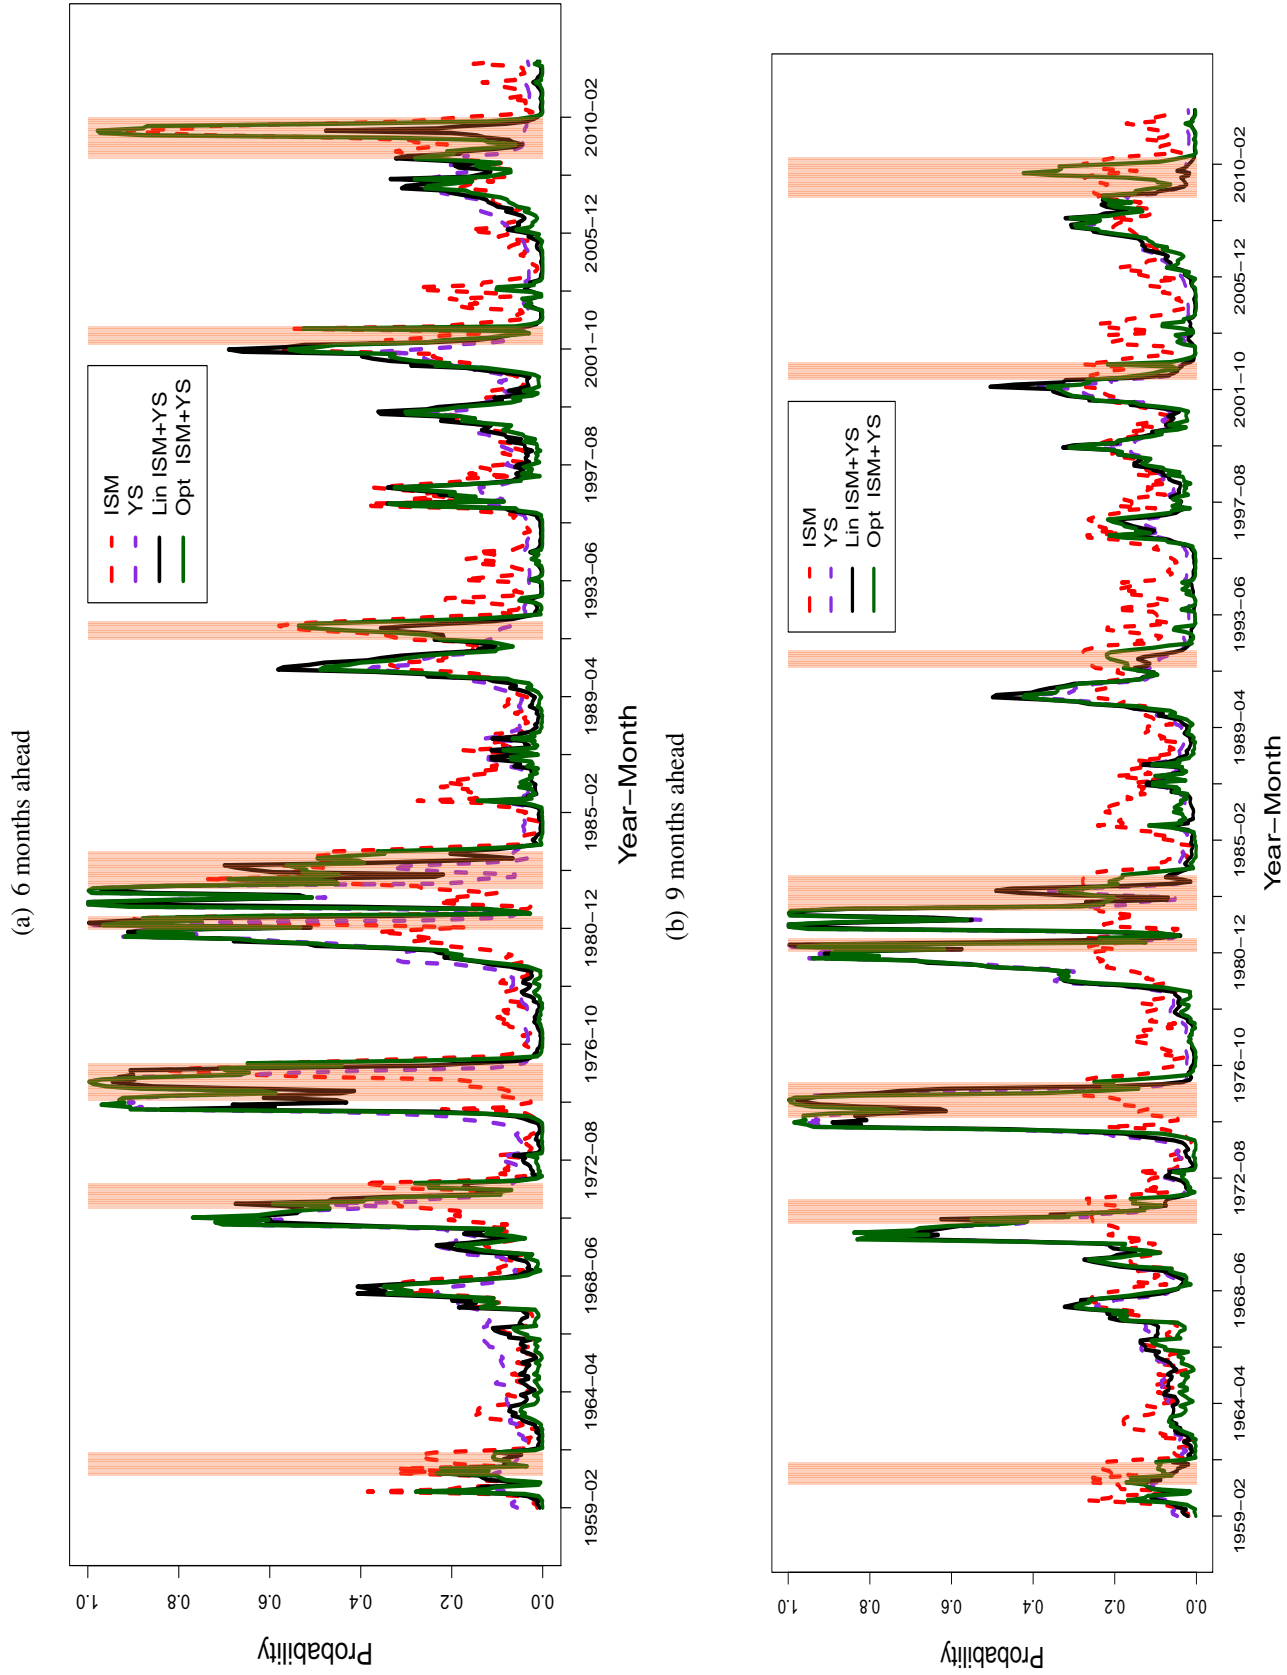 (a) 6 months ahead
Probability
0.0 0.2 0.4 0.6 0.8 1.0
ISM
YS
Lin ISM+YS
Opt ISM+YS
1959−02 1964−04 1968−06 1972−08 1976−10 1980−12 1985−02 1989−04 1993−06 1997−08 2001−10 2005−12 2010−02
Year−Month
(b) 9 months ahead
Probability
0.0 0.2 0.4 0.6 0.8 1.0
ISM
YS
Lin ISM+YS
Opt ISM+YS
1959−02 1964−04 1968−06 1972−08 1976−10 1980−12 1985−02 1989−04 1993−06 1997−08 2001−10 2005−12 2010−02
Year−Month